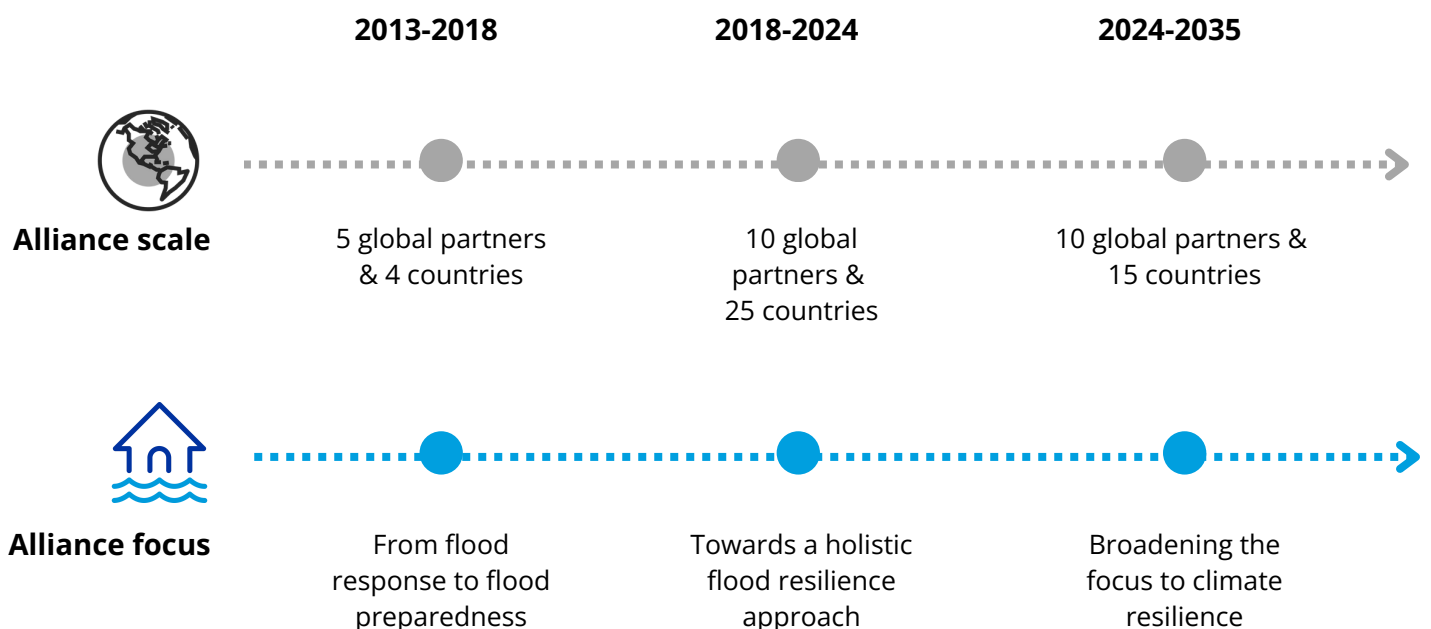 2013-2018
2018-2024
2024-2035
Alliance scale
5 global partners
& 4 countries
10 global
partners &
25 countries
10 global partners &
15 countries
Alliance focus
From flood
response to flood
preparedness
Towards a holistic
flood resilience
approach
Broadening the
focus to climate
resilience